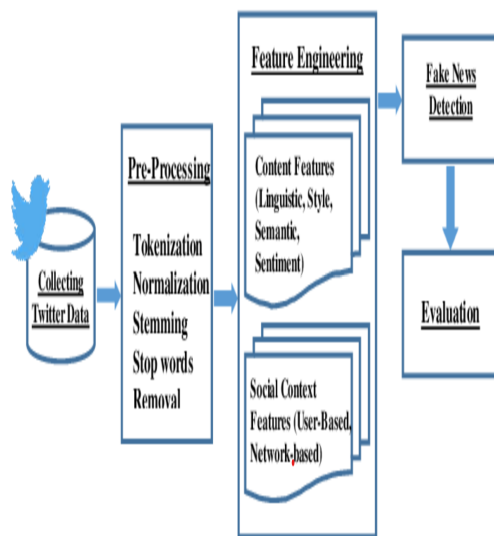 Collecting
Twitter Data
Pre-Processing
Tokenization
Normalization
Stemming
Stop words
Removal
Feature Engineering
Content Features
(Linguistic, Style,
Semantic,
Sentiment)
Social Context
Features (User-Based,
Network-based)
Fake News
Detection
Evaluation